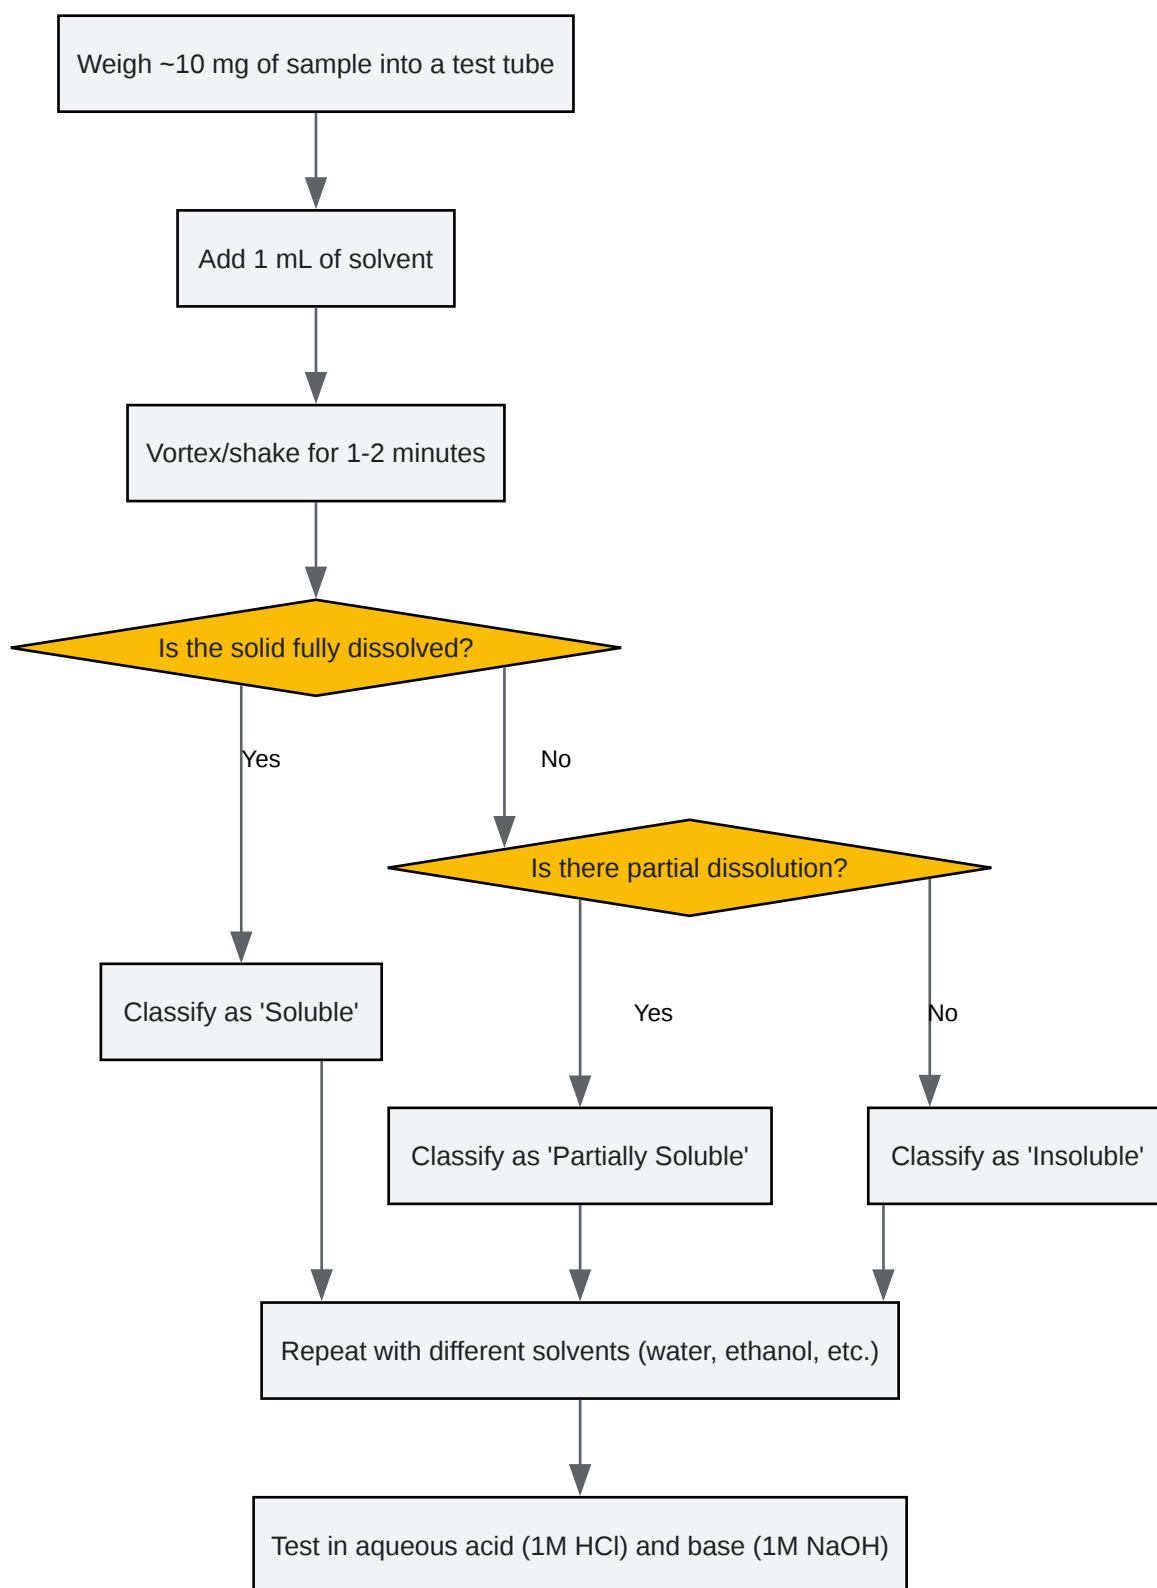 Weigh ~10 mg of sample into a test tube
Add 1 mL of solvent
Vortex/shake for 1-2 minutes
Is the solid fully dissolved?
Yes
No
Is there partial dissolution?
Classify as 'Soluble'
Yes
No
Classify as 'Partially Soluble'
Classify as 'Insoluble'
Repeat with different solvents (water, ethanol, etc.)
Test in aqueous acid (1M HCl) and base (1M NaOH)